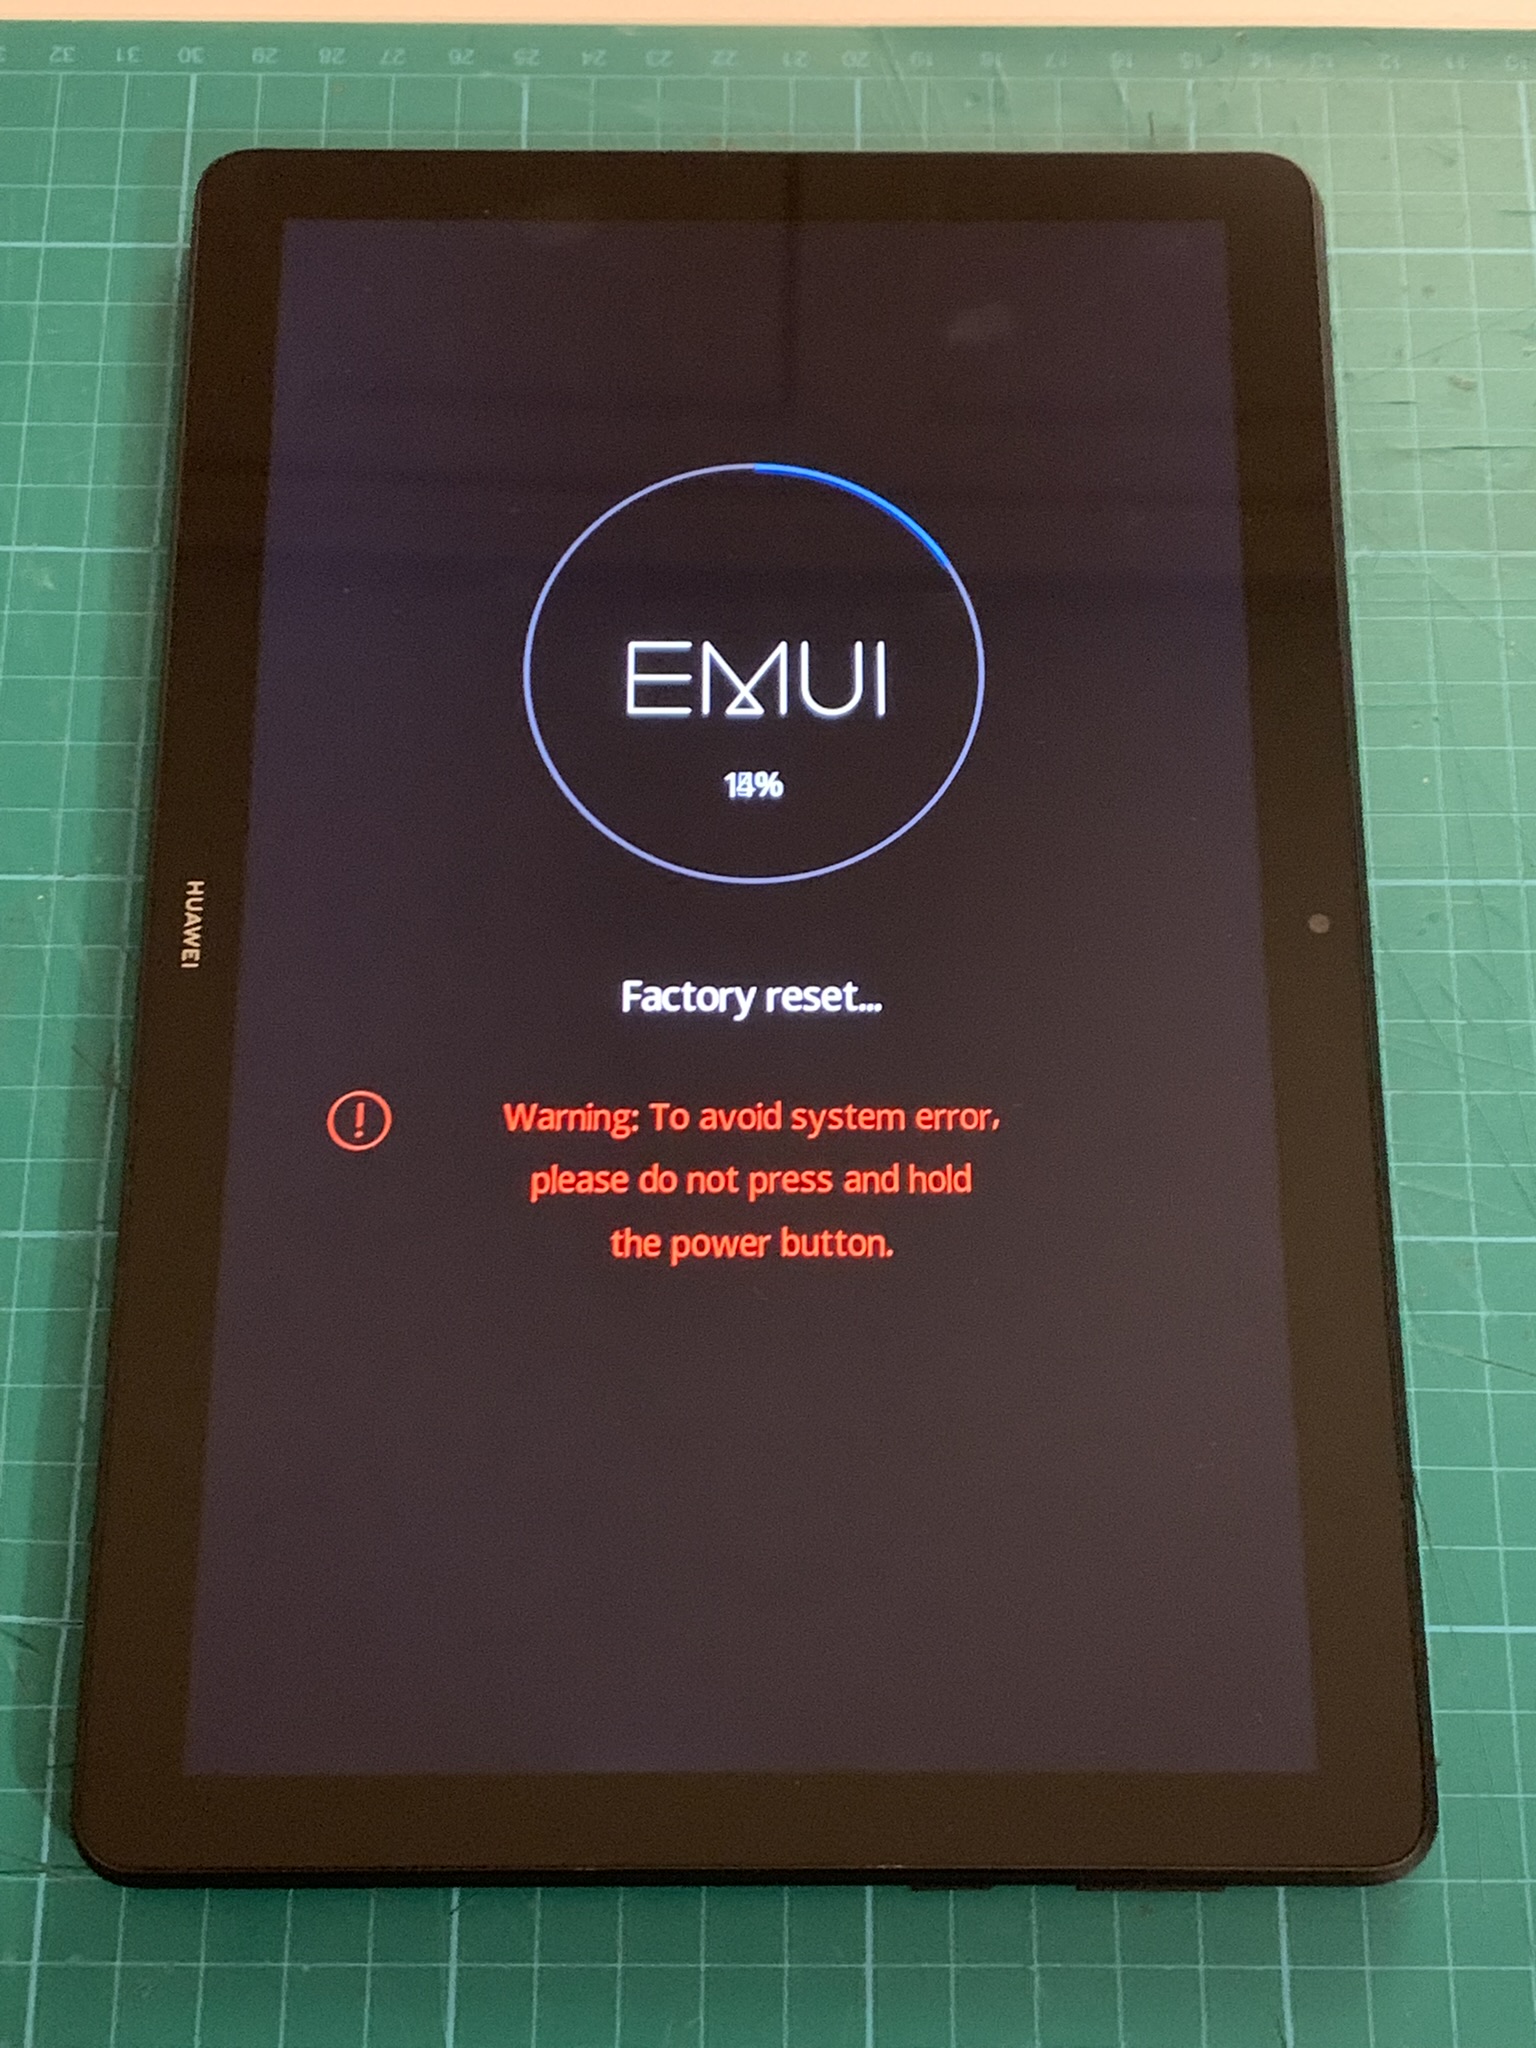 32 31 30 29 28 27 26 25 24 23 22 21 20 19 18 17 16 15 14 13 12 11
EMUI
Factory reset...
HUAWEI
Warning: To avoid system error,
please do not press and hold
the power button.